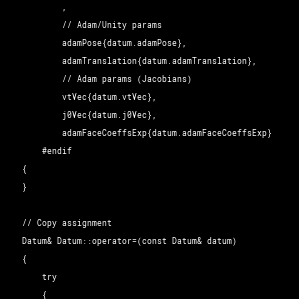 ,
// Adam/Unity params
adamPose{datum.adamPose},
adamTranslation{datum.adamTranslation},
// Adam params (Jacobians)
vtVec{datum.vtVec},
j0Vec{datum.j0Vec},
adamFaceCoeffsExp{datum.adamFaceCoeffsExp}
#endif
{
}
// Copy assignment
Datum& Datum::operator=(const Datum& datum)
{
try
{